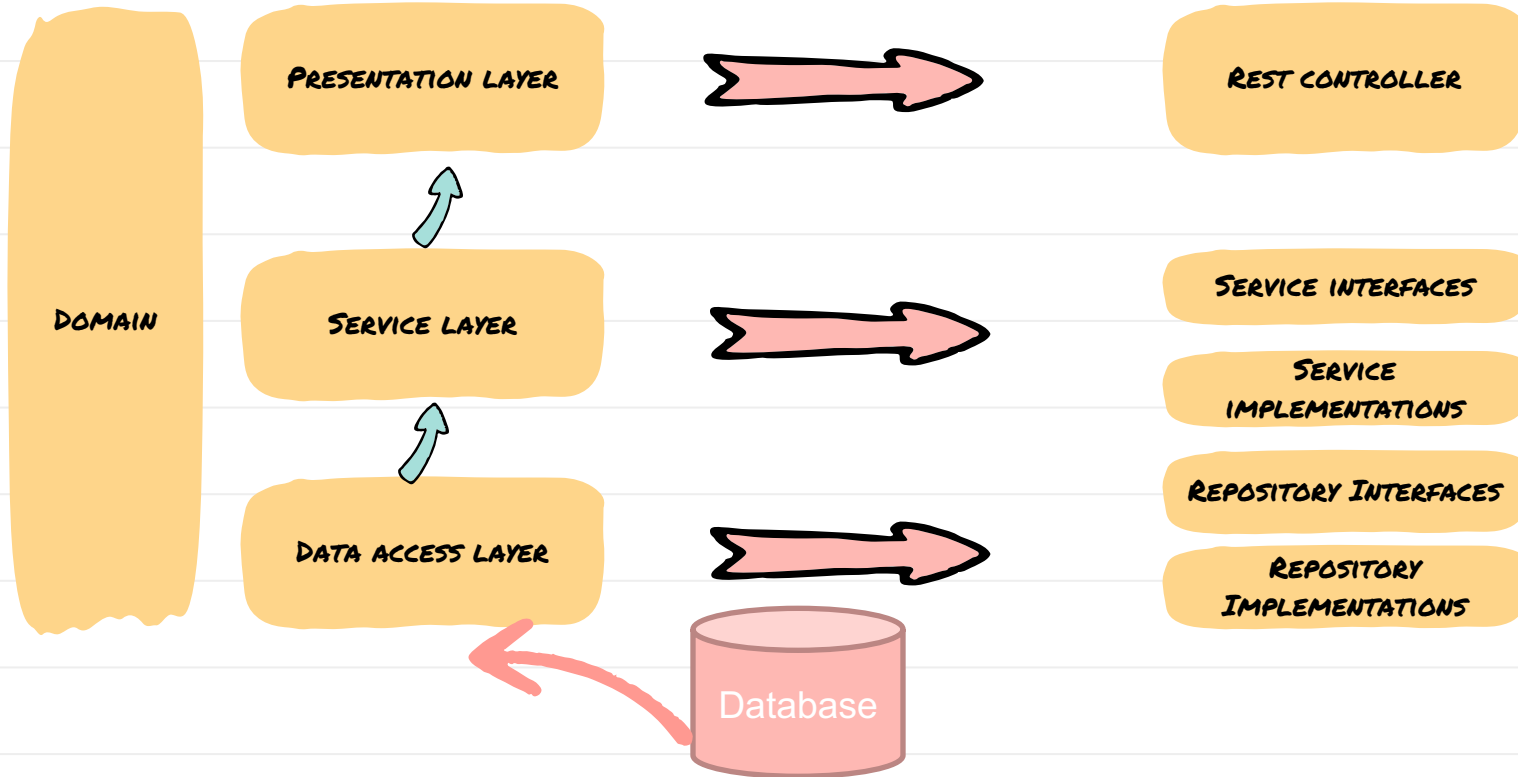 PRESENTATION LAYER
REST CONTROLLER
DOMAIN
SERVICE LAYER
SERVICE INTERFACES
SERVICE
IMPLEMENTATIONS
DATA ACCESS LAYER
REPOSITORY INTERFACES
REPOSITORY
IMPLEMENTATIONS
Database